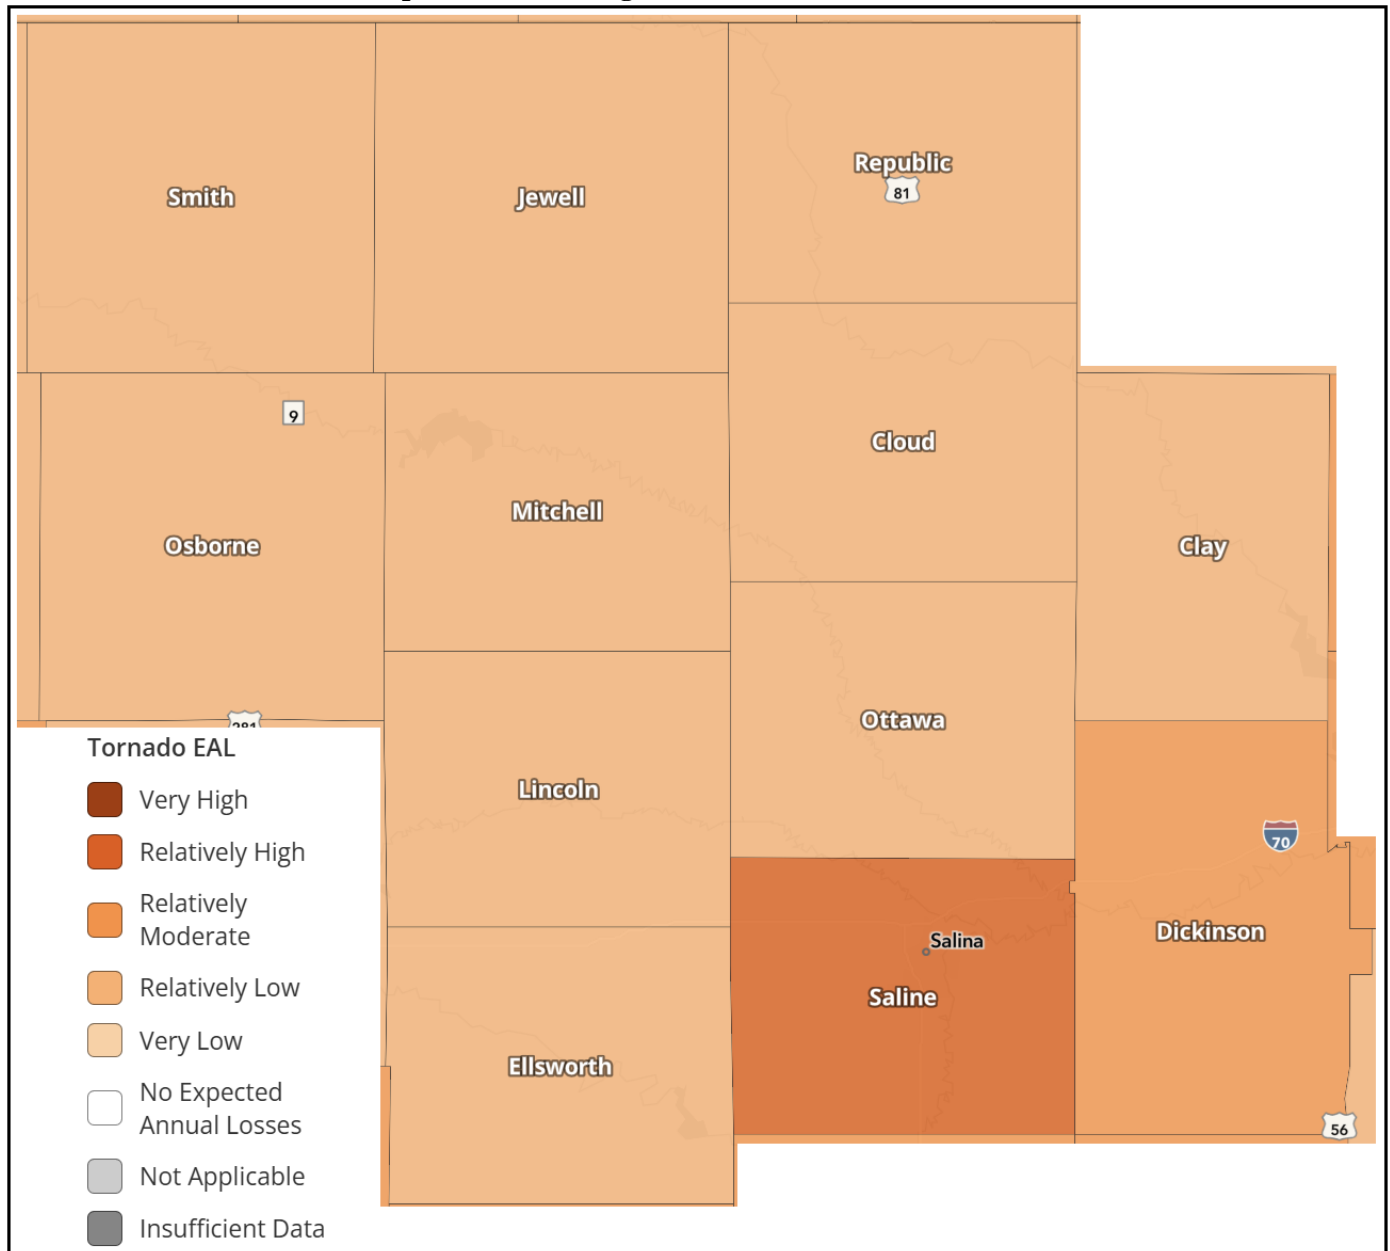 Republic
81
Smith
Jewell
9
Cloud
Mitchell
Osborne
Clay
Ottawa
281
Tornado EAL
Very High
Relatively High
Relatively
Moderate
Relatively Low
Very Low
No Expected
Annual Losses
Not Applicable
Insufficient Data
Lincoln
70
Dickinson
Salina
Saline
Ellsworth
56